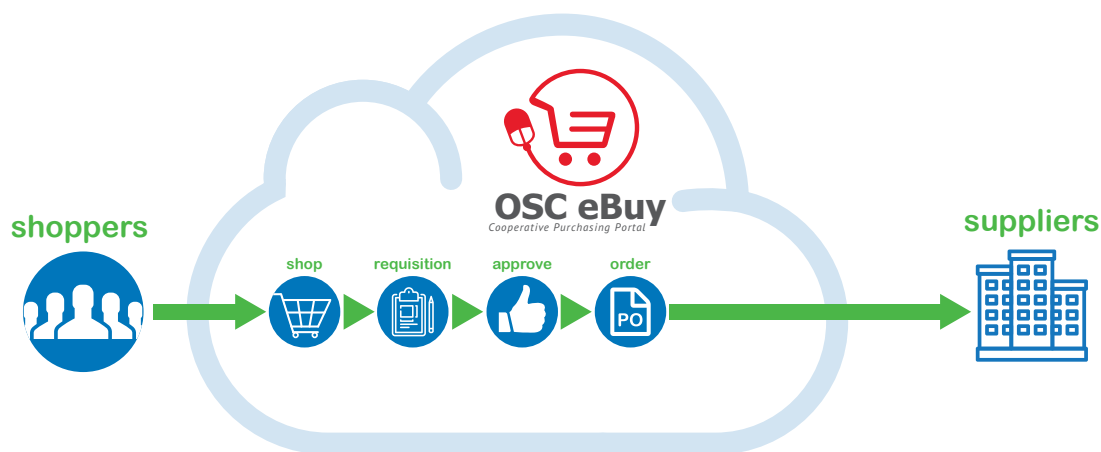 OSC eBuy
Cooperative Purchasing Portal
shoppers
suppliers
shop
requisition
approve
order
PO